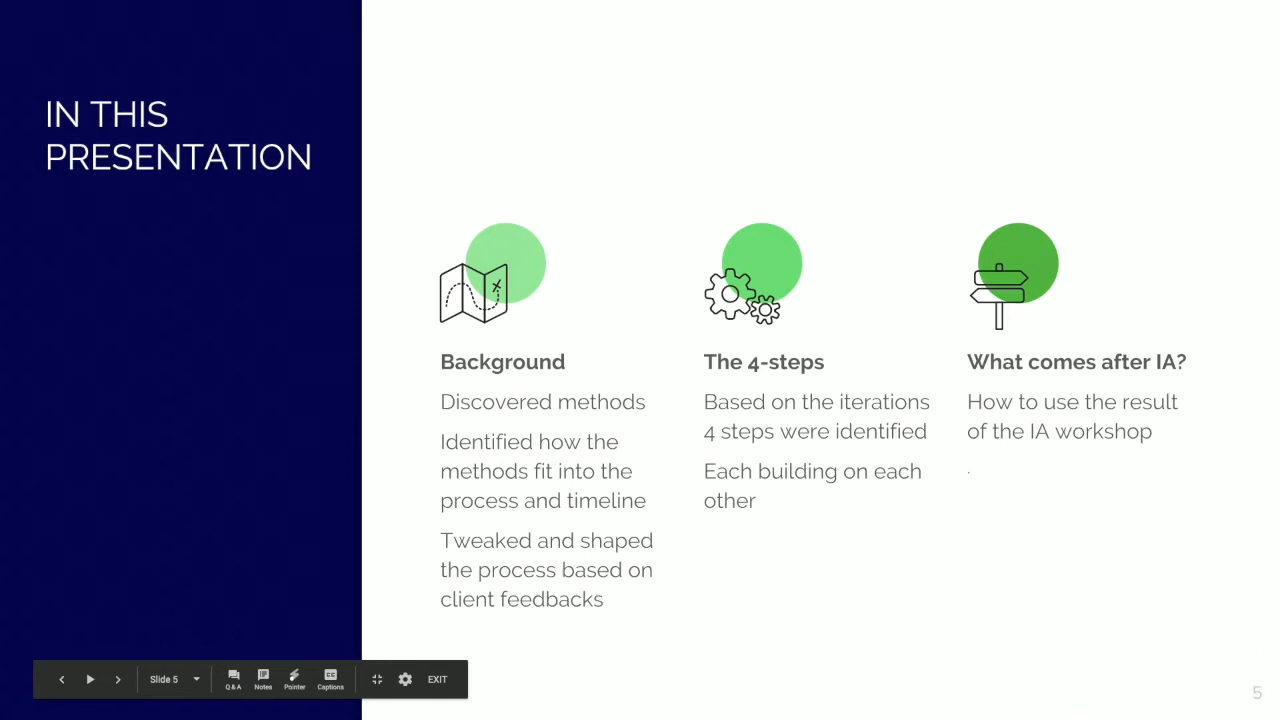 IN THIS
PRESENTATION
Background
Discovered methods
Identified how the
methods fit into the
process and timeline
Tweaked and shaped
the process based on
client feedbacks
The 4-steps
Based on the iterations
4 steps were identified
Each building on each
other
What comes after IA?
How to use the result
of the IA workshop
.
Slide 5
Q&A
Notes
Pointer
CC
Captions
EXIT
5